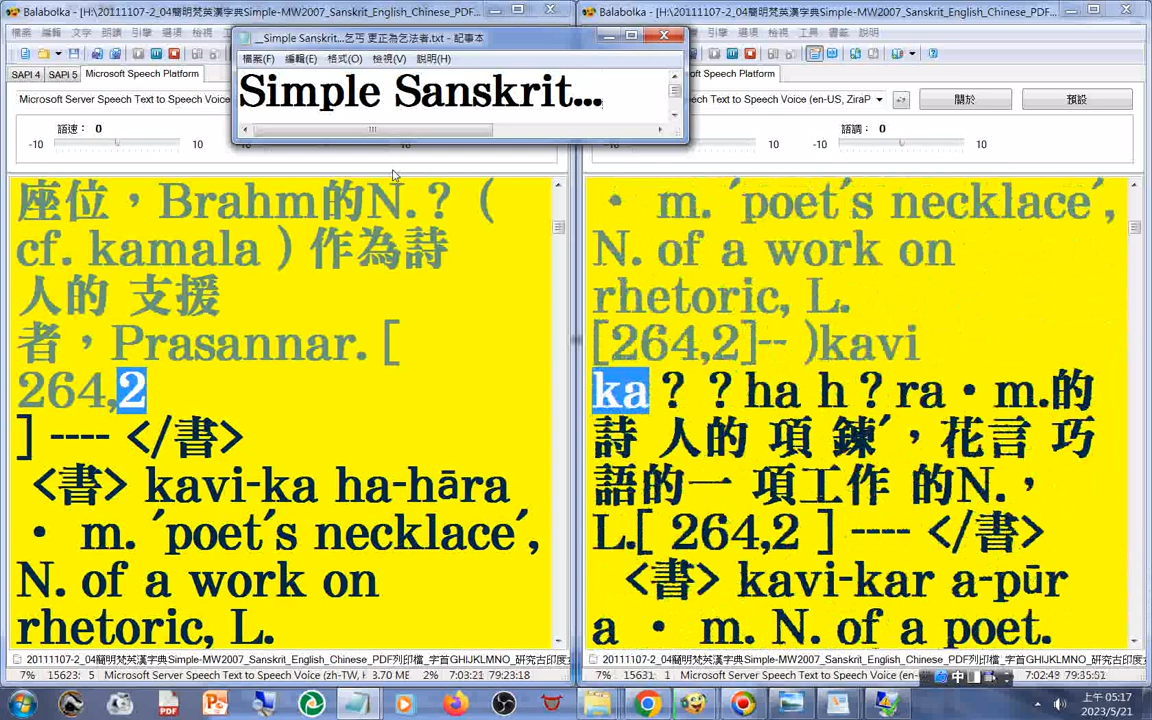 Balabolka - [H:\20111107-2_04簡明梵英漢字典Simple-MW2007_Sanskrit_English_Chinese_PDF...
Balabolka - [H:\20111107-2_04簡明梵英漢字典Simple-MW2007_Sanskrit_English_Chinese_PDF...
__Simple Sanskrit...乞丐 更正為乞法者.txt - 記事本
檔案(F) 編輯(E) 格式(O) 檢視(V) 說明(H)
Simple Sanskrit...
SAPI 4 SAPI 5 Microsoft Speech Platform
Microsoft Server Speech Text to Speech Voice
ech Text to Speech Voice (en-US, ZiraP
關於 預設
語速： 0
-10 10 10
語調： 0
-10 10
座位，Brahm的N.？（
cf. kamala ) 作為詩
人的 支援
者，Prasannar. [
264,2
] ---- </書>
<書> kavi-ka ha-hāra
• m. 'poet's necklace',
N. of a work on
rhetoric, L.
• m. 'poet's necklace',
N. of a work on
rhetoric, L.
[264,2]-- )kavi
ka？？ha h？ra • m.的
詩 人的 項 鍊'，花言 巧
語的一 項工作 的N.，
L.[ 264,2 ] ---- </書>
<書> kavi-kar a-pūr
a • m. N. of a poet.
20111107-2_04簡明梵英漢字典Simple-MW2007_Sanskrit_English_Chinese_PDF列印檔_字首GHIJKLMNO_研究古印度
20111107-2_04簡明梵英漢字典Simple-MW2007_Sanskrit_English_Chinese_PDF列印檔_字首GHIJKLMNO_研究古印度
7% 15623: 5 Microsoft Server Speech Text to Speech Voice (zh-TW, 3.70 ME 2% 7:03:21 79:23:18
7% 15631: 1 Microsoft Server Speech Text to Speech Voice 7:02:43 79:35:51
中
上午 05:17
2023/5/21